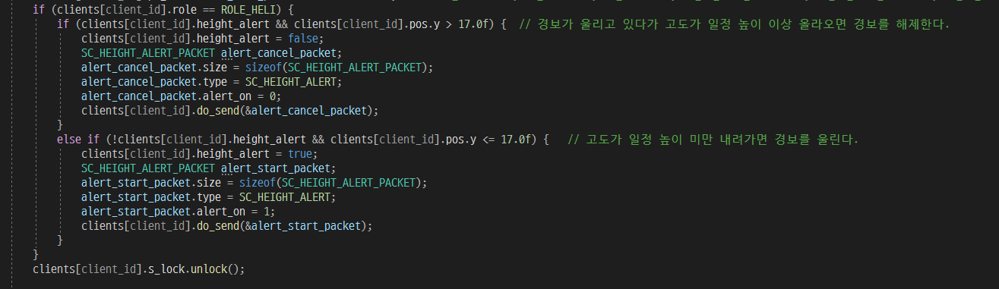 if (clients[client_id].role == ROLE_HELI) {
if (clients[client_id].height_alert && clients[client_id].pos.y > 17.0f) {  // 경보가 울리고 있다가 고도가 일정 높이 이상 올라오면 경보를 해제한다.
clients[client_id].height_alert = false;
SC_HEIGHT_ALERT_PACKET alert_cancel_packet;
alert_cancel_packet.size = sizeof(SC_HEIGHT_ALERT_PACKET);
alert_cancel_packet.type = SC_HEIGHT_ALERT;
alert_cancel_packet.alert_on = 0;
clients[client_id].do_send(&alert_cancel_packet);
}
else if (!clients[client_id].height_alert && clients[client_id].pos.y <= 17.0f) {   // 고도가 일정 높이 미만 내려가면 경보를 울린다.
clients[client_id].height_alert = true;
SC_HEIGHT_ALERT_PACKET alert_start_packet;
alert_start_packet.size = sizeof(SC_HEIGHT_ALERT_PACKET);
alert_start_packet.type = SC_HEIGHT_ALERT;
alert_start_packet.alert_on = 1;
clients[client_id].do_send(&alert_start_packet);
}
}
clients[client_id].s_lock.unlock();